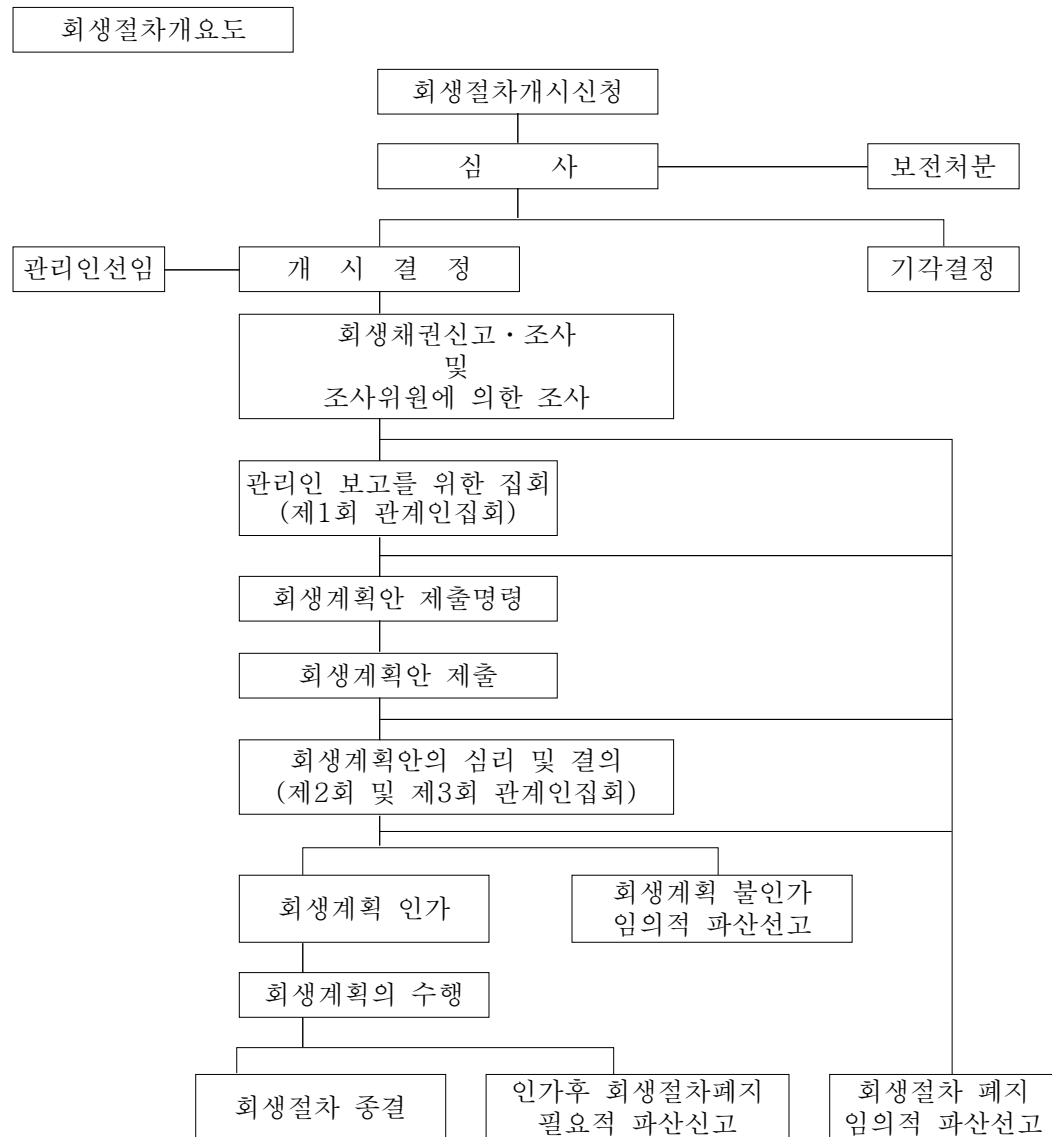 회생절차개요도
회생절차개시신청
심 사
보전처분
관리인선임
개 시 결 정
기각결정
회생채권신고·조사
및
조사위원에 의한 조사
관리인 보고를 위한 집회
(제1회 관계인집회)
회생계획안 제출명령
회생계획안 제출
회생계획안의 심리 및 결의
(제2회 및 제3회 관계인집회)
회생계획 인가
회생계획 불인가
임의적 파산선고
회생계획의 수행
회생절차 종결
인가후 회생절차폐지
필요적 파산신고
회생절차 폐지
임의적 파산선고